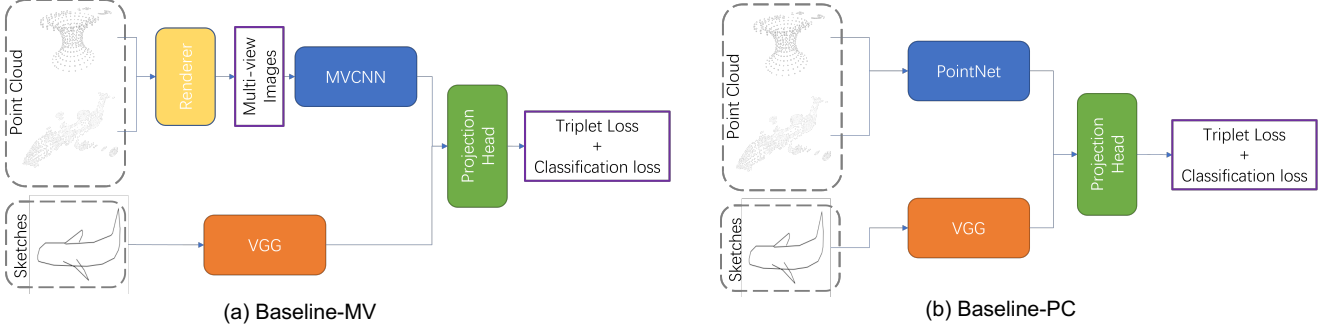 Point Cloud
Renderer
Multi-view
Images
MVCNN
Projection
Head
Triplet Loss
+
Classification loss
Sketches
VGG
(a) Baseline-MV
Point Cloud
PointNet
Projection
Head
Triplet Loss
+
Classification loss
Sketches
VGG
(b) Baseline-PC